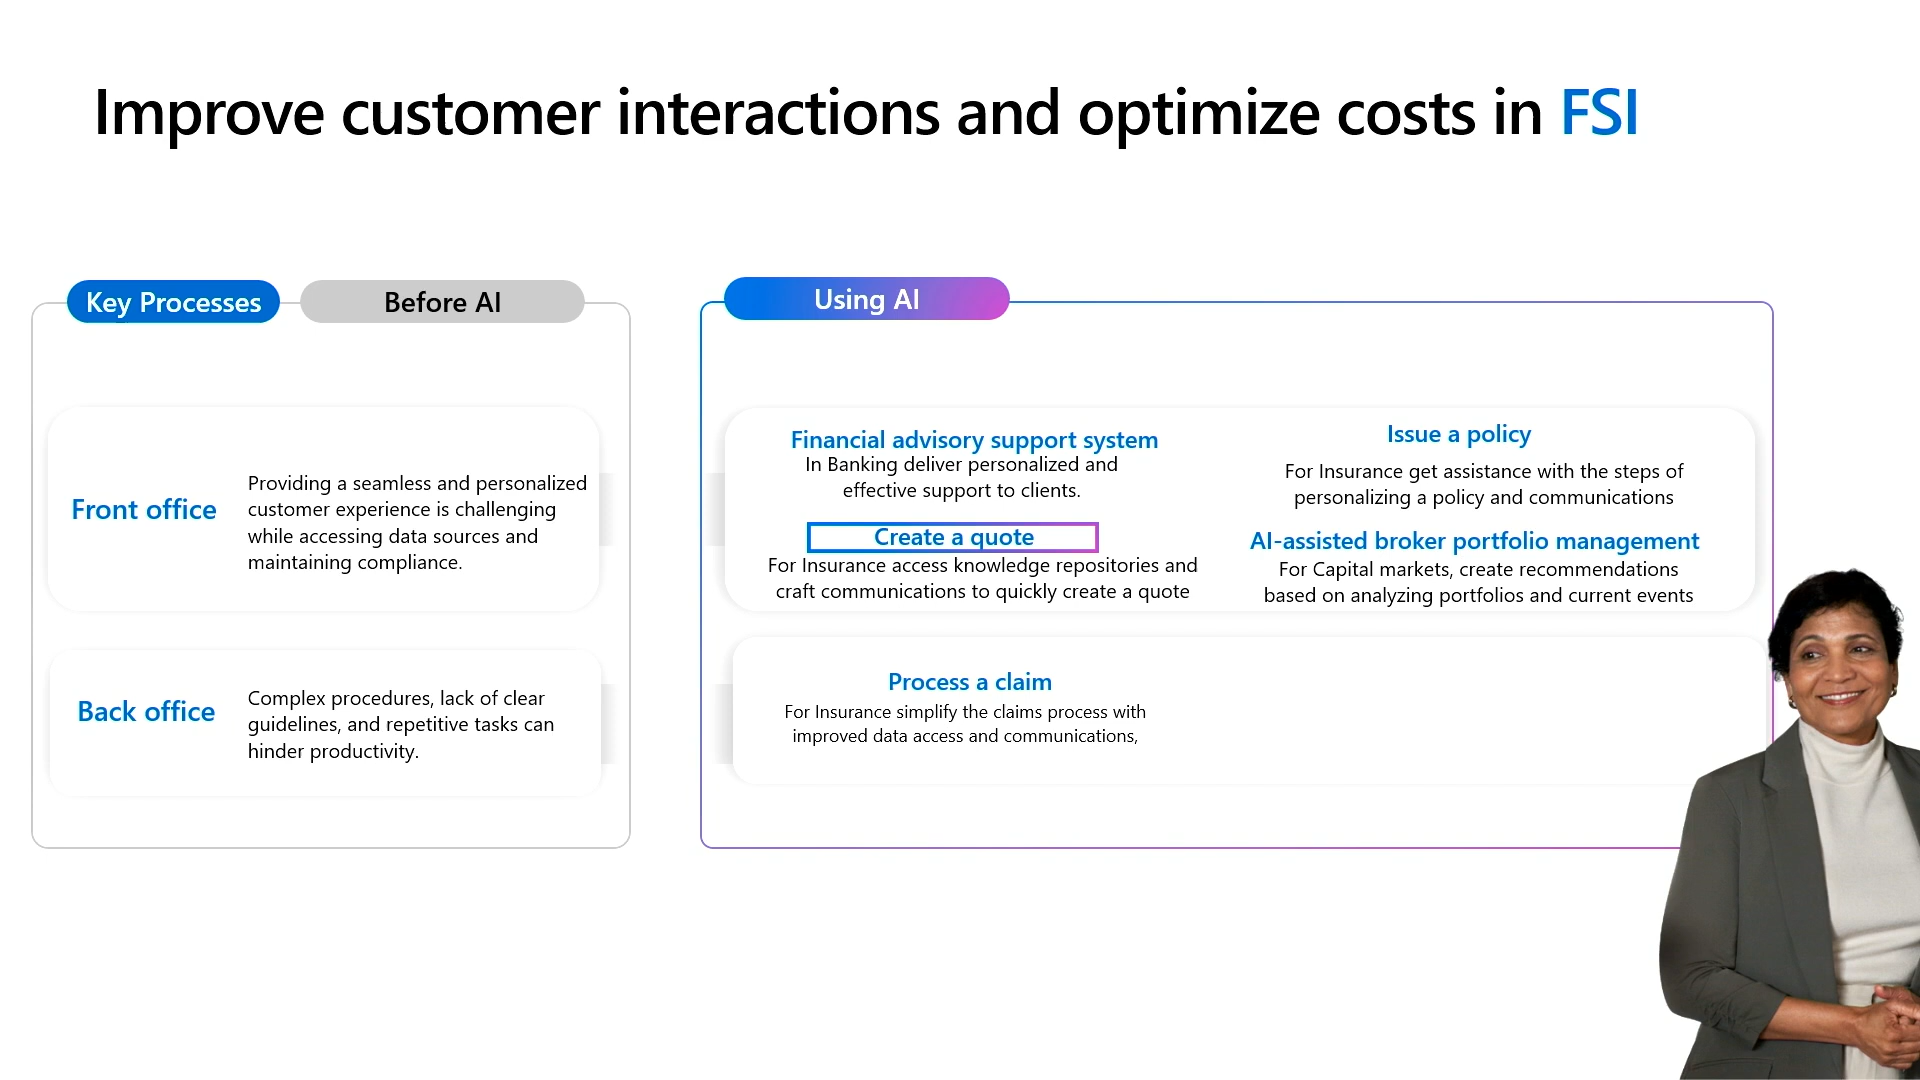 Improve customer interactions and optimize costs in FSI
Key Processes
Before AI
Front office
Providing a seamless and personalized
customer experience is challenging
while accessing data sources and
maintaining compliance.
Back office
Complex procedures, lack of clear
guidelines, and repetitive tasks can
hinder productivity.
Using AI
Financial advisory support system
In Banking deliver personalized and
effective support to clients.
Create a quote
For Insurance access knowledge repositories and
craft communications to quickly create a quote
Issue a policy
For Insurance get assistance with the steps of
personalizing a policy and communications
AI-assisted broker portfolio management
For Capital markets, create recommendations
based on analyzing portfolios and current events
Process a claim
For Insurance simplify the claims process with
improved data access and communications,